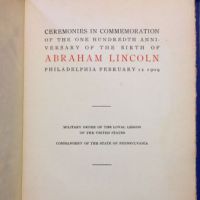 CEREMONIES IN COMMEMORATION
OF THE ONE HUNDREDTH ANNI-
VERSARY OF THE BIRTH OF
ABRAHAM LINCOLN
PHILADELPHIA FEBRUARY 12 1909
MILITARY ORDER OF THE LOYAL LEGION
OF THE UNITED STATES
COMMANDERY OF THE STATE OF PENNSYLVANIA